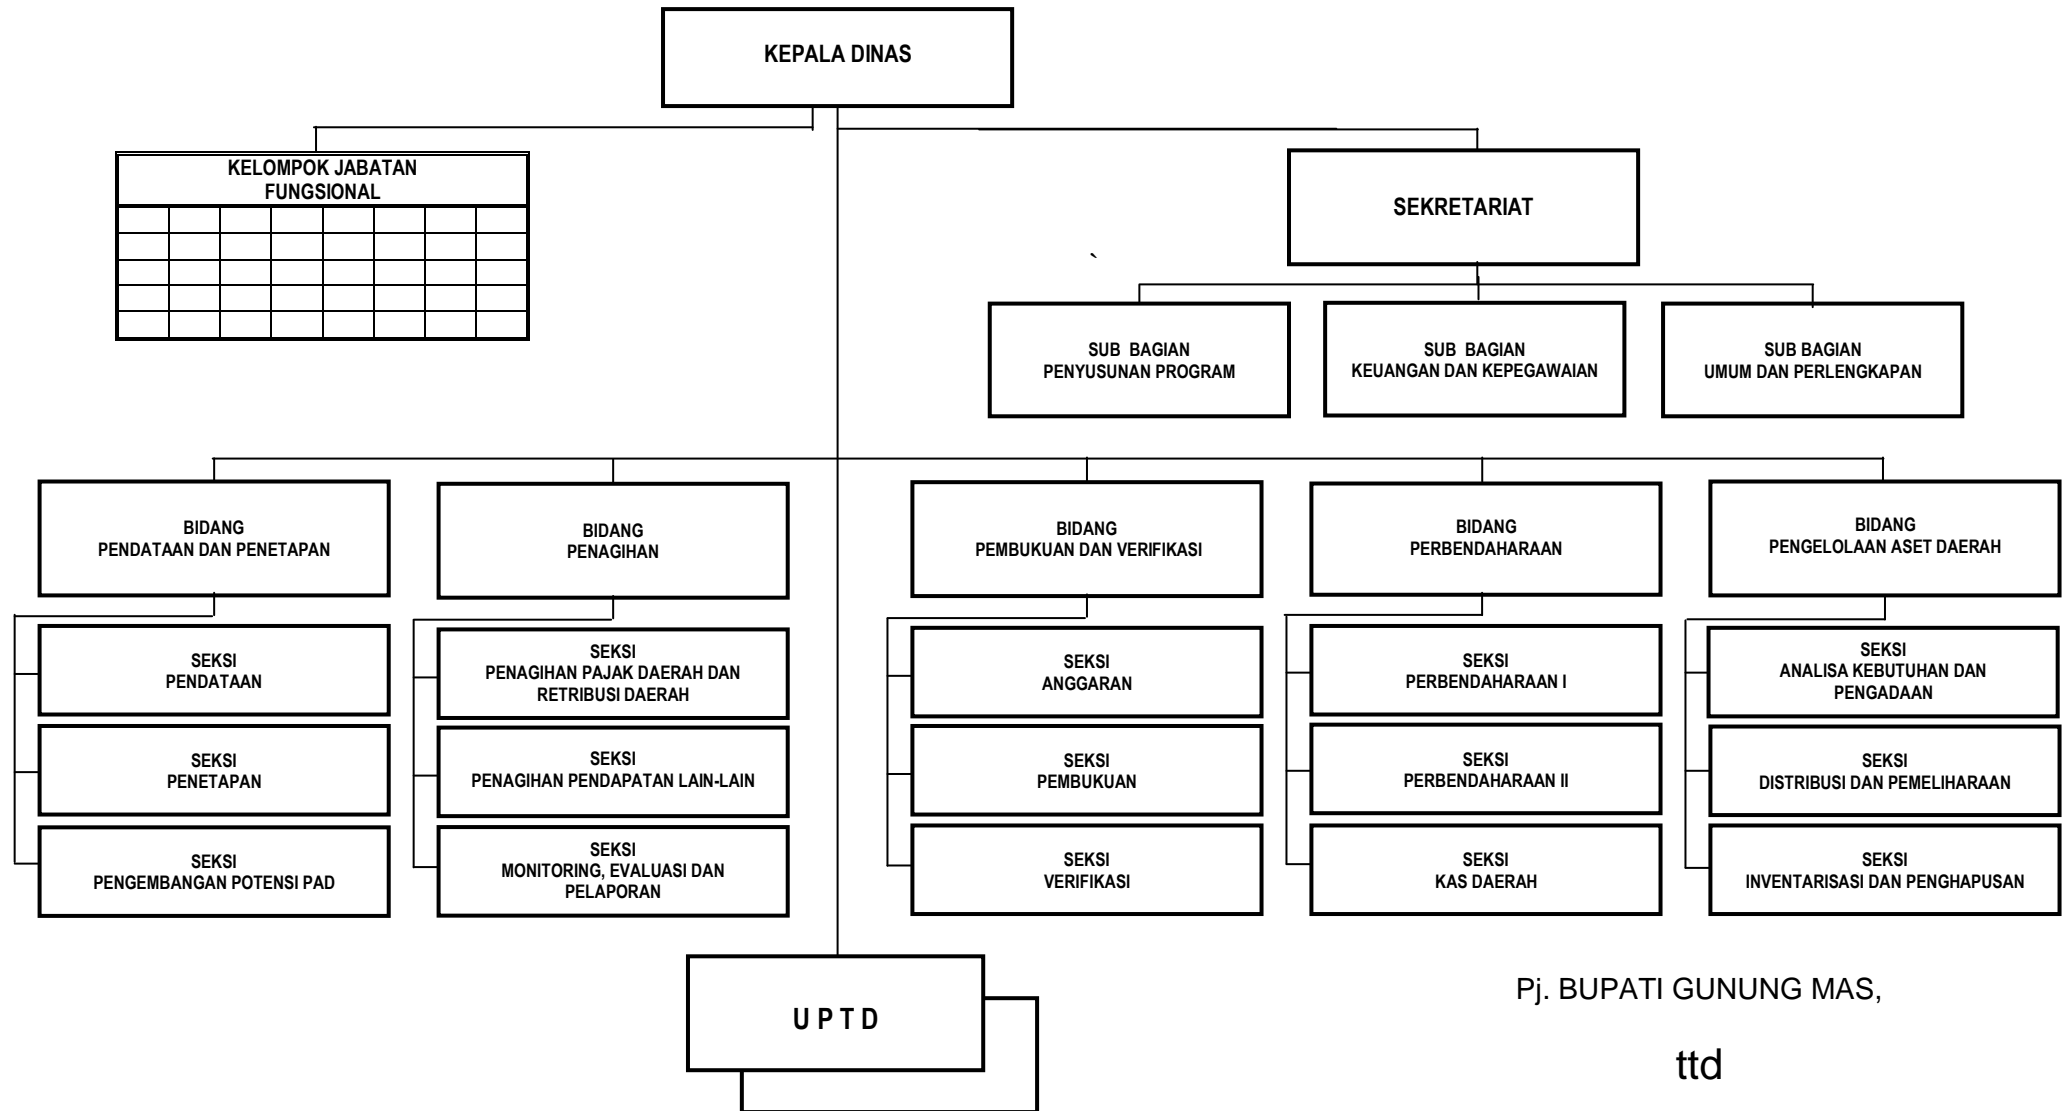 KEPALA DINAS
KELOMPOK JABATAN
FUNGSIONAL
SEKRETARIAT
`
SUB BAGIAN
PENYUSUNAN PROGRAM
SUB BAGIAN
KEUANGAN DAN KEPEGAWAIAN
SUB BAGIAN
UMUM DAN PERLENGKAPAN
BIDANG
PENDATAAN DAN PENETAPAN
BIDANG
PENAGIHAN
BIDANG
PEMBUKUAN DAN VERIFIKASI
BIDANG
PERBENDAHARAAN
BIDANG
PENGELOLAAN ASET DAERAH
SEKSI
PENDATAAN
SEKSI
PENAGIHAN PAJAK DAERAH DAN
RETRIBUSI DAERAH
SEKSI
ANGGARAN
SEKSI
PERBENDAHARAAN I
SEKSI
ANALISA KEBUTUHAN DAN
PENGADAAN
SEKSI
PENETAPAN
SEKSI
PENAGIHAN PENDAPATAN LAIN-LAIN
SEKSI
PEMBUKUAN
SEKSI
PERBENDAHARAAN II
SEKSI
DISTRIBUSI DAN PEMELIHARAAN
SEKSI
PENGEMBANGAN POTENSI PAD
SEKSI
MONITORING, EVALUASI DAN
PELAPORAN
SEKSI
VERIFIKASI
SEKSI
KAS DAERAH
SEKSI
INVENTARISASI DAN PENGHAPUSAN
U P T D
Pj. BUPATI GUNUNG MAS,
ttd